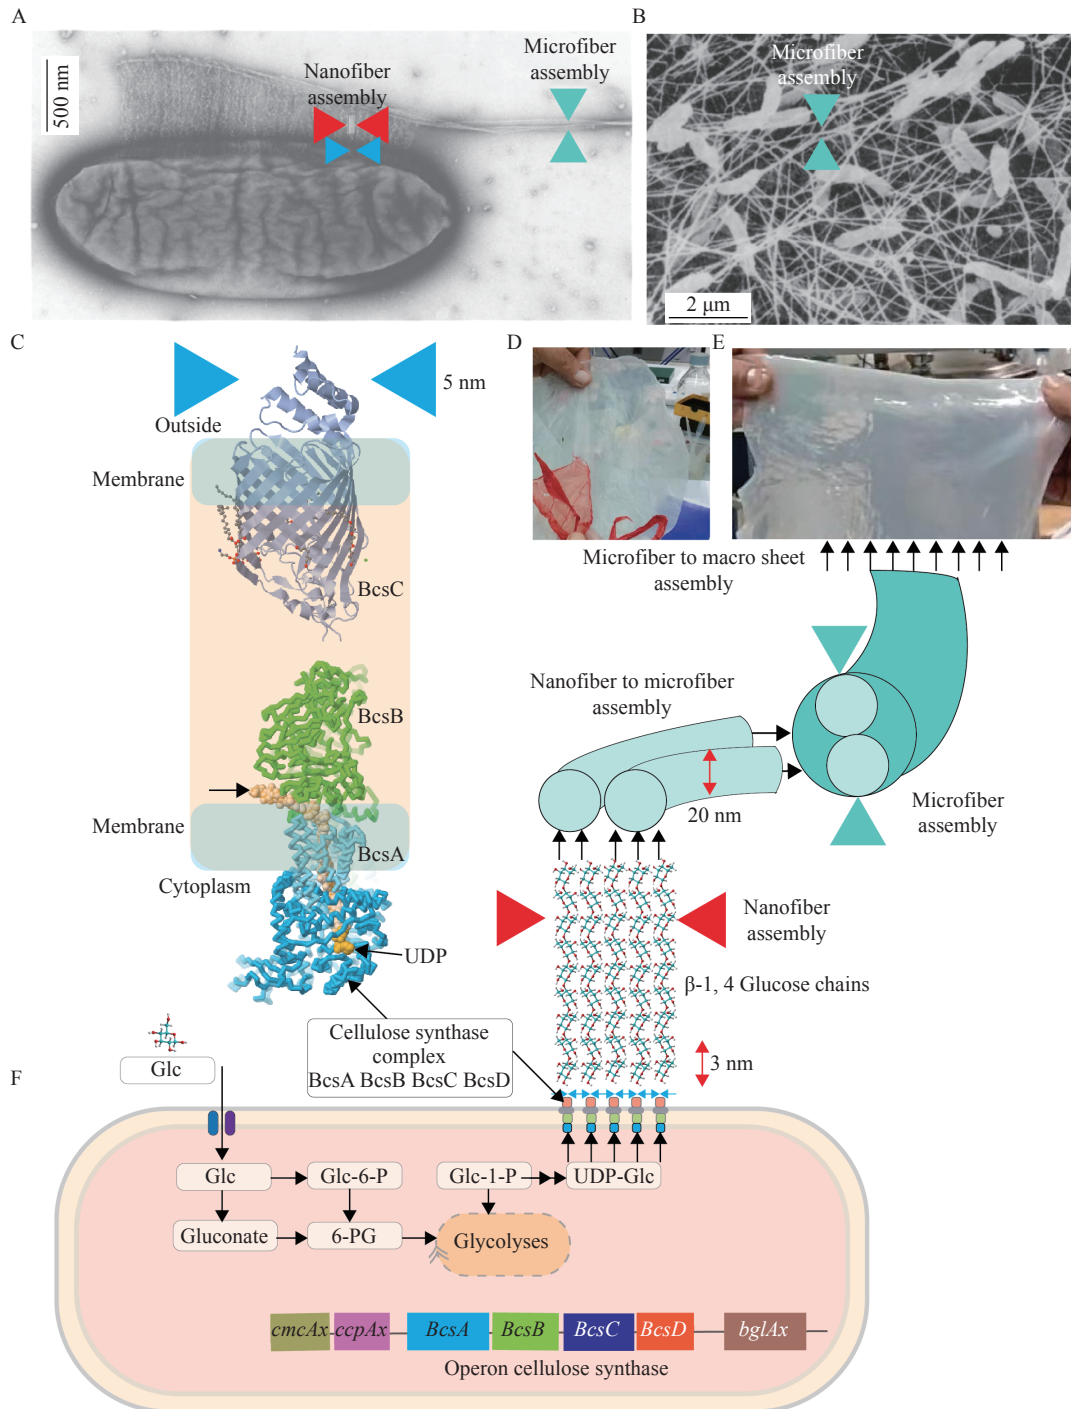 A
500 nm
Nanofiber
assembly
Microfiber
assembly
B
Microfiber
assembly
2 μm
C
5 nm
Outside
Membrane
BcsC
BcsB
Membrane
BcsA
Cytoplasm
UDP
D
E
Microfiber to macro sheet
assembly
Nanofiber to microfiber
assembly
20 nm
Microfiber
assembly
Nanofiber
assembly
β-1, 4 Glucose chains
3 nm
Cellulose synthase
complex
BcsA BcsB BcsC BcsD
F
Glc
Glc
Glc-6-P
Glc-1-P
UDP-Glc
Gluconate
6-PG
Glycolyses
cmcAx ccpAx BcsA BcsB BcsC BcsD bglAx
Operon cellulose synthase